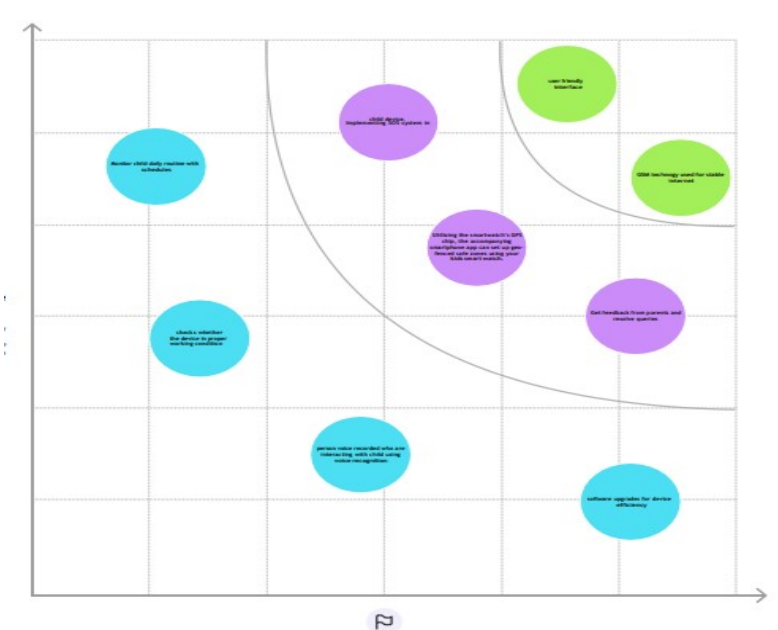 user friendly
interface
child device.
implementing SOS system in
Monitor child daily routine with
schedules
GSM technogy used for stable
internet
Utilizing the smartwatch's GPS
chip, the accompanying
smartphone app can set up geo-
fenced safe zones using your
kids smart watch.
Get feedback from parents and
resolve queries
checks whether
the device in proper
working condition
person voice recorded who are
interacting with child using
voice recognition
software upgrades for device
efficiency